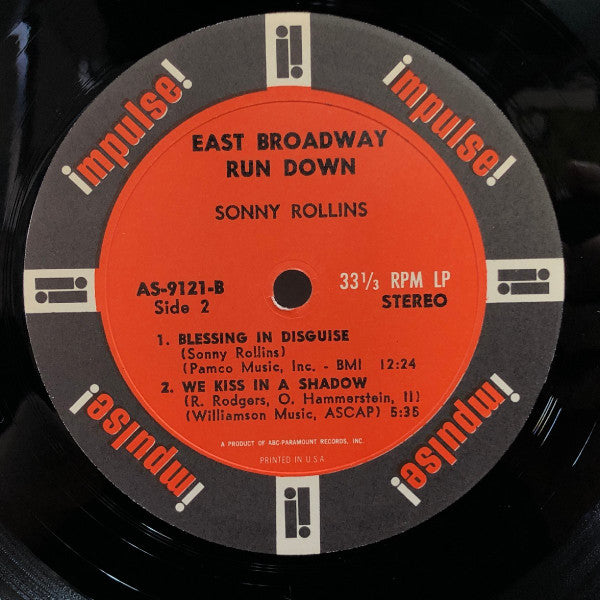 impulse!
impulse!
EAST BROADWAY
RUN DOWN
SONNY ROLLINS
AS-9121-B
Side 2
33 1/3 RPM LP
STEREO
1. BLESSING IN DISGUISE
(Sonny Rollins)
(Pamco Music, Inc. - BMI 12:24
2. WE KISS IN A SHADOW
(R. Rodgers, O. Hammerstein, II)
(Williamson Music, ASCAP) 5:35
A PRODUCT OF ABC-PARAMOUNT RECORDS, INC.
PRINTED IN U.S.A.
impulse!
impulse!